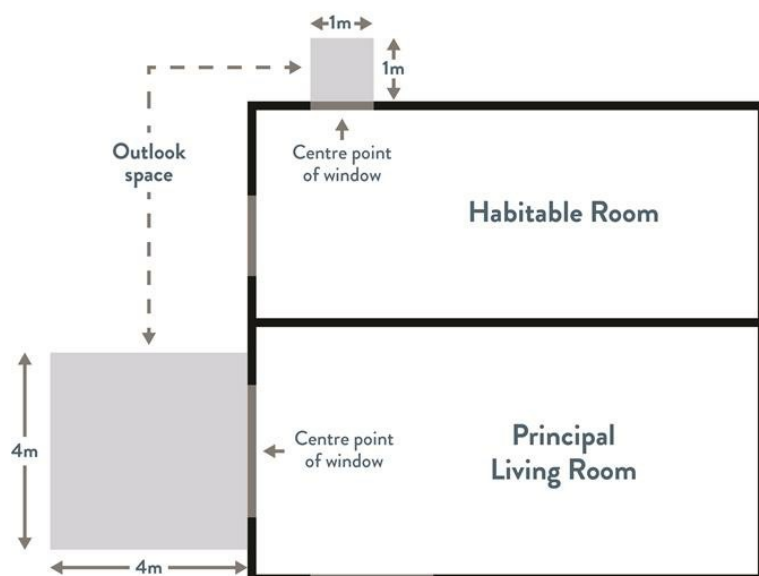 1m
1m
Outlook
space
Centre point
of window
Habitable Room
4m
Centre point
of window
Principal
Living Room
4m